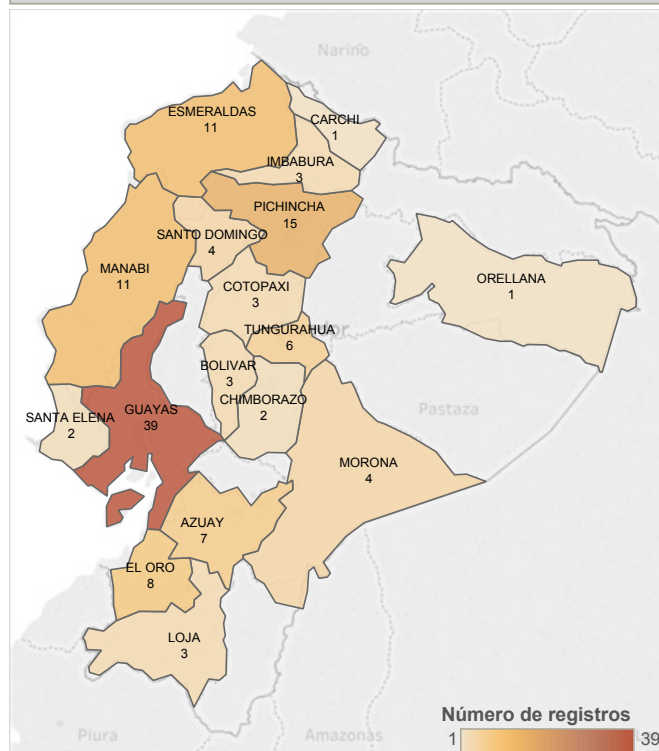 Narino
ESMERALDAS
11
CARCHI
1
IMBABURA
3
PICHINCHA
15
SANTO DOMINGO
4
MANABI
11
COTOPAXI
3
ORELLANA
1
TUNGURAHUA
6
BOLIVAR
3
CHIMBORAZO
2
Pastaza
SANTA ELENA
2
GUAYAS
39
MORONA
4
AZUAY
7
EL ORO
8
LOJA
3
Número de registros
1
39
Piura
Amazonas